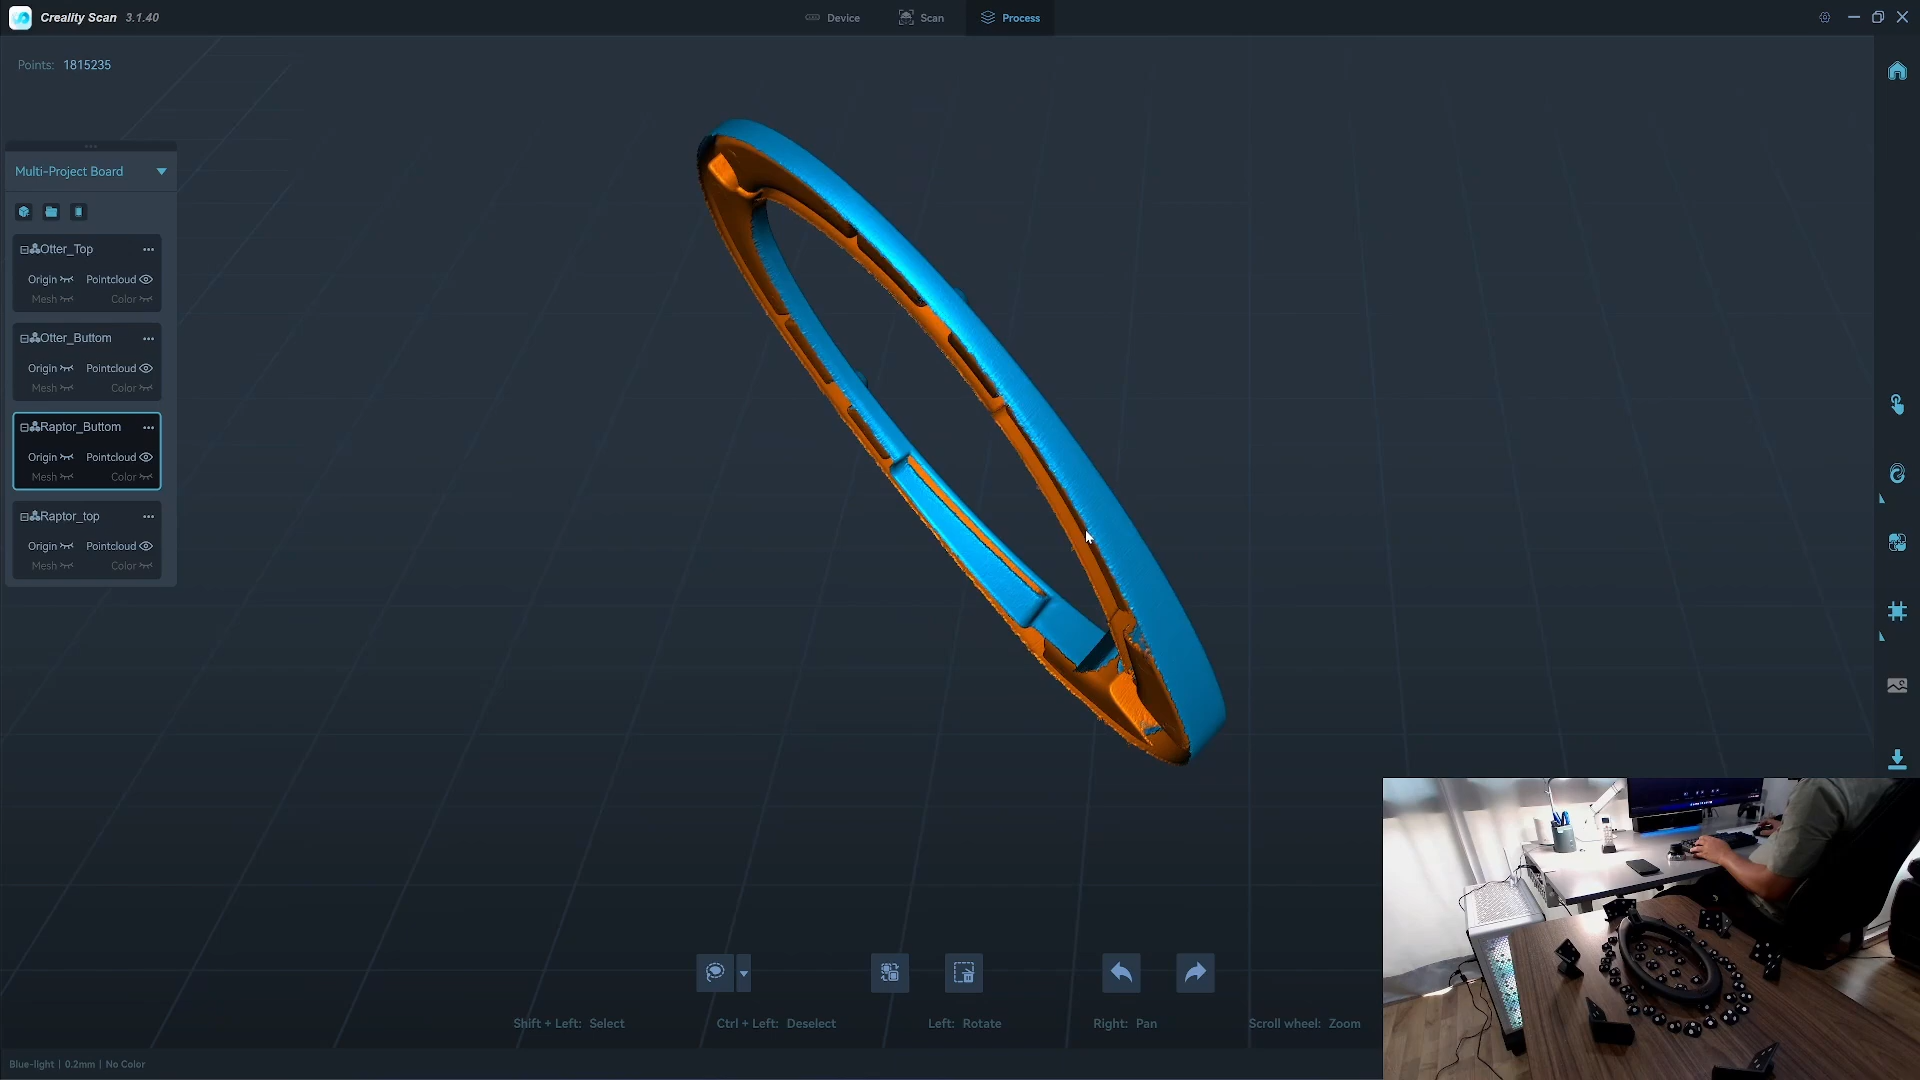 Creality Scan 3.1.40
Device
Scan
Process
Points: 1815235
Multi-Project Board
Otter_Top
Origin Pointcloud
Mesh Color
Otter_Buttom
Origin Pointcloud
Mesh Color
Raptor_Buttom
Origin Pointcloud
Mesh Color
Raptor_top
Origin Pointcloud
Mesh Color
Shift + Left: Select
Ctrl + Left: Deselect
Left: Rotate
Right: Pan
Scroll wheel: Zoom
Blue-light | 0.2mm | No Color